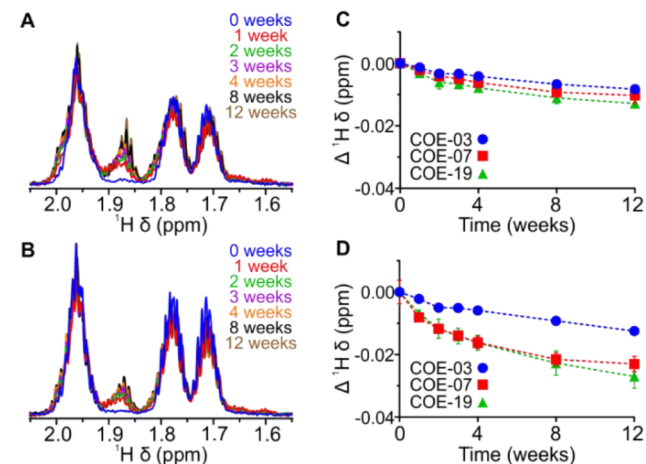 A
0 weeks
1 week
2 weeks
3 weeks
4 weeks
8 weeks
12 weeks
2.0 1.9 1.8 1.7 1.6
¹H δ (ppm)
B
0 weeks
1 week
2 weeks
3 weeks
4 weeks
8 weeks
12 weeks
2.0 1.9 1.8 1.7 1.6
¹H δ (ppm)
C
Δ ¹H δ (ppm)
0.00
-0.02
-0.04
COE-03
COE-07
COE-19
0 4 8 12
Time (weeks)
D
Δ ¹H δ (ppm)
0.00
-0.02
-0.04
COE-03
COE-07
COE-19
0 4 8 12
Time (weeks)